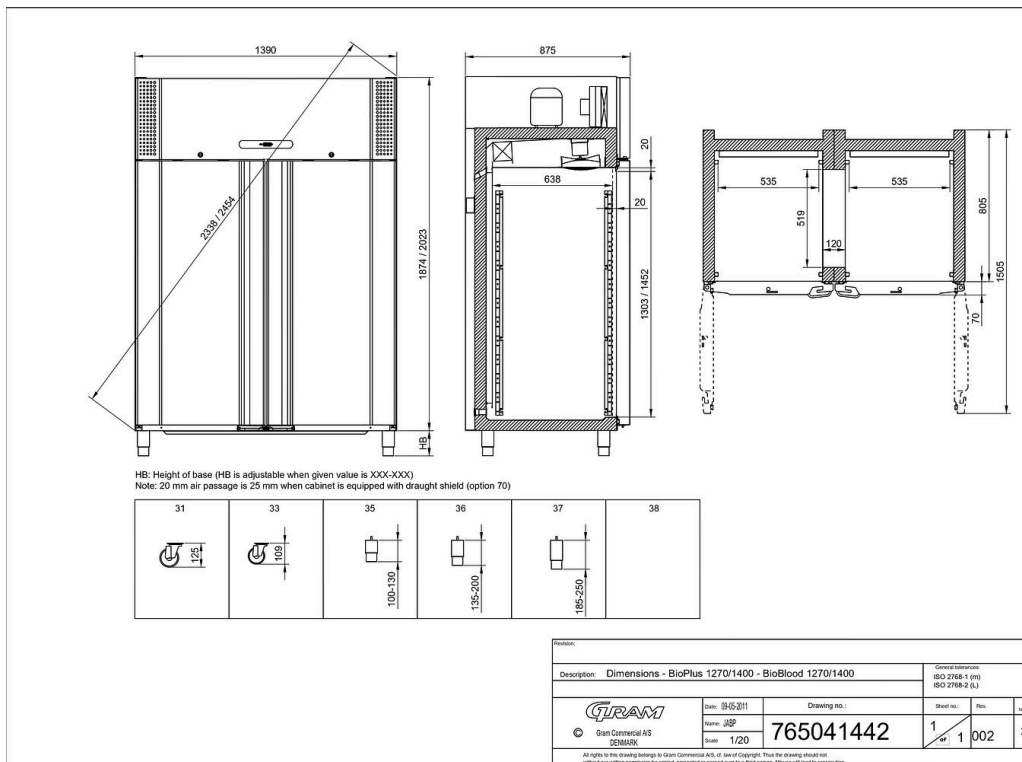 1390
875
2338 / 2454
1874 / 2023
HB
638
20
20
1303 / 1452
535
535
519
120
805
1505
70
HB: Height of base (HB is adjustable when given value is XXX-XXX)
Note: 20 mm air passage is 25 mm when cabinet is equipped with draught shield (option 70)
31 33 35 36 37 38
125
109
100-130
135-200
185-250
Revision:
Description: Dimensions - BioPlus 1270/1400 - BioBlood 1270/1400
General tolerances:
ISO 2768-1 (m)
ISO 2768-2 (L)
GRAM
© Gram Commercial A/S
DENMARK
Date: 09-05-2011
Name: JABP
Scale 1/20
Drawing no.:
765041442
Sheet no.:
1 of 1
Rev.
002
All rights to this drawing belongs to Gram Commercial A/S, cf. law of Copyright. Thus the drawing should not